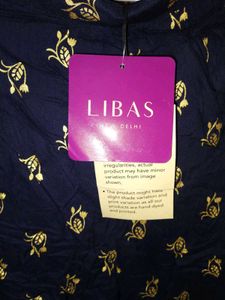 LIBAS
DELHI
irregularities, actual
product may have minor
variation from image
shown.
• The product might have
slight shade variation and
print variation as all our
products are hand dyed
and printed.